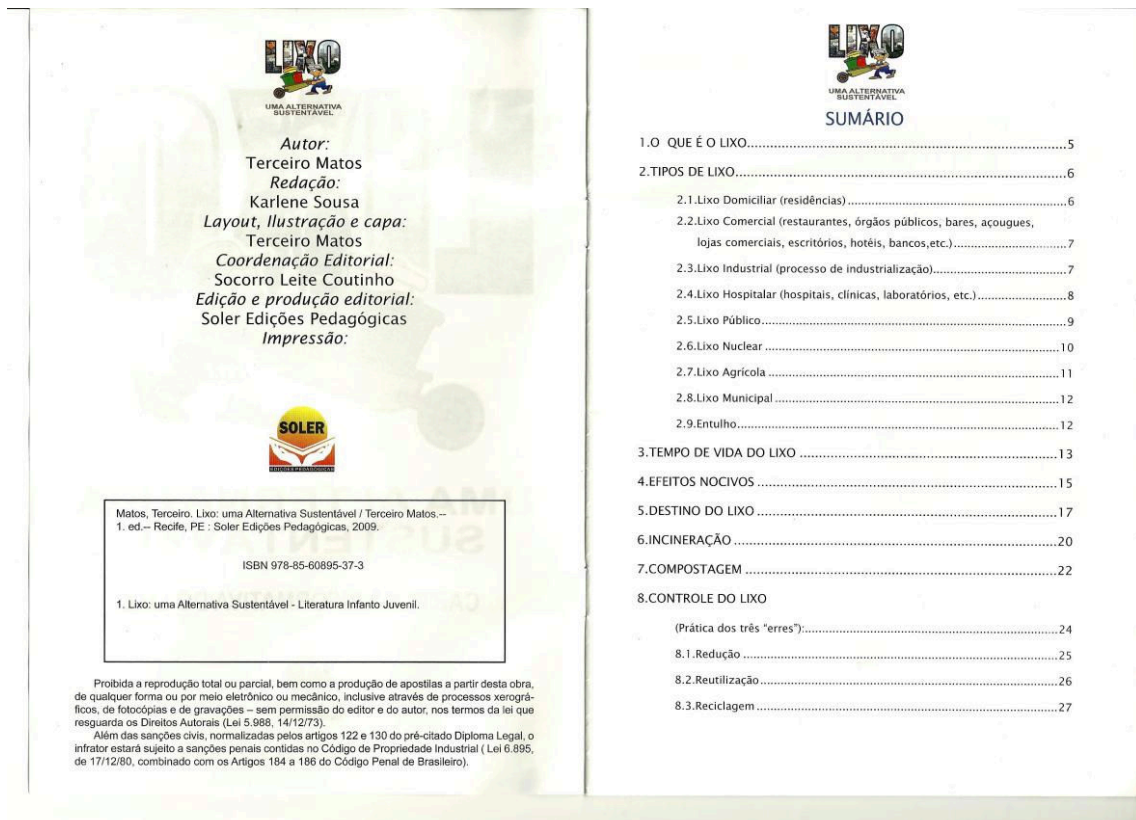 LIXO
UMA ALTERNATIVA
SUSTENTÁVEL
Autor:
Terceiro Matos
Redação:
Karlene Sousa
Layout, Ilustração e capa:
Terceiro Matos
Coordenação Editorial:
Socorro Leite Coutinho
Edição e produção editorial:
Soler Edições Pedagógicas
Impressão:
SOLER
EDIÇÕES PEDAGÓGICAS
Matos, Terceiro. Lixo: uma Alternativa Sustentável / Terceiro Matos.--
1. ed.-- Recife, PE : Soler Edições Pedagógicas, 2009.
ISBN 978-85-60895-37-3
1. Lixo: uma Alternativa Sustentável - Literatura Infanto Juvenil.
Proibida a reprodução total ou parcial, bem como a produção de apostilas a partir desta obra,
de qualquer forma ou por meio eletrônico ou mecânico, inclusive através de processos xerográ-
ficos, de fotocópias e de gravações – sem permissão do editor e do autor, nos termos da lei que
resguarda os Direitos Autorais (Lei 5.988, 14/12/73).
Além das sanções civis, normalizadas pelos artigos 122 e 130 do pré-citado Diploma Legal, o
infrator estará sujeito a sanções penais contidas no Código de Propriedade Industrial ( Lei 6.895,
de 17/12/80, combinado com os Artigos 184 a 186 do Código Penal de Brasileiro).
LIXO
UMA ALTERNATIVA
SUSTENTÁVEL
SUMÁRIO
1.O QUE É O LIXO...5
2.TIPOS DE LIXO...6
2.1.Lixo Domiciliar (residências)...6
2.2.Lixo Comercial (restaurantes, órgãos públicos, bares, açougues,
lojas comerciais, escritórios, hotéis, bancos,etc.)...7
2.3.Lixo Industrial (processo de industrialização)...7
2.4.Lixo Hospitalar (hospitais, clínicas, laboratórios, etc.)...8
2.5.Lixo Público...9
2.6.Lixo Nuclear...10
2.7.Lixo Agrícola...11
2.8.Lixo Municipal...12
2.9.Entulho...12
3.TEMPO DE VIDA DO LIXO...13
4.EFEITOS NOCIVOS...15
5.DESTINO DO LIXO...17
6.INCINERAÇÃO...20
7.COMPOSTAGEM...22
8.CONTROLE DO LIXO
(Prática dos três “erres”):...24
8.1.Redução...25
8.2.Reutilização...26
8.3.Reciclagem...27